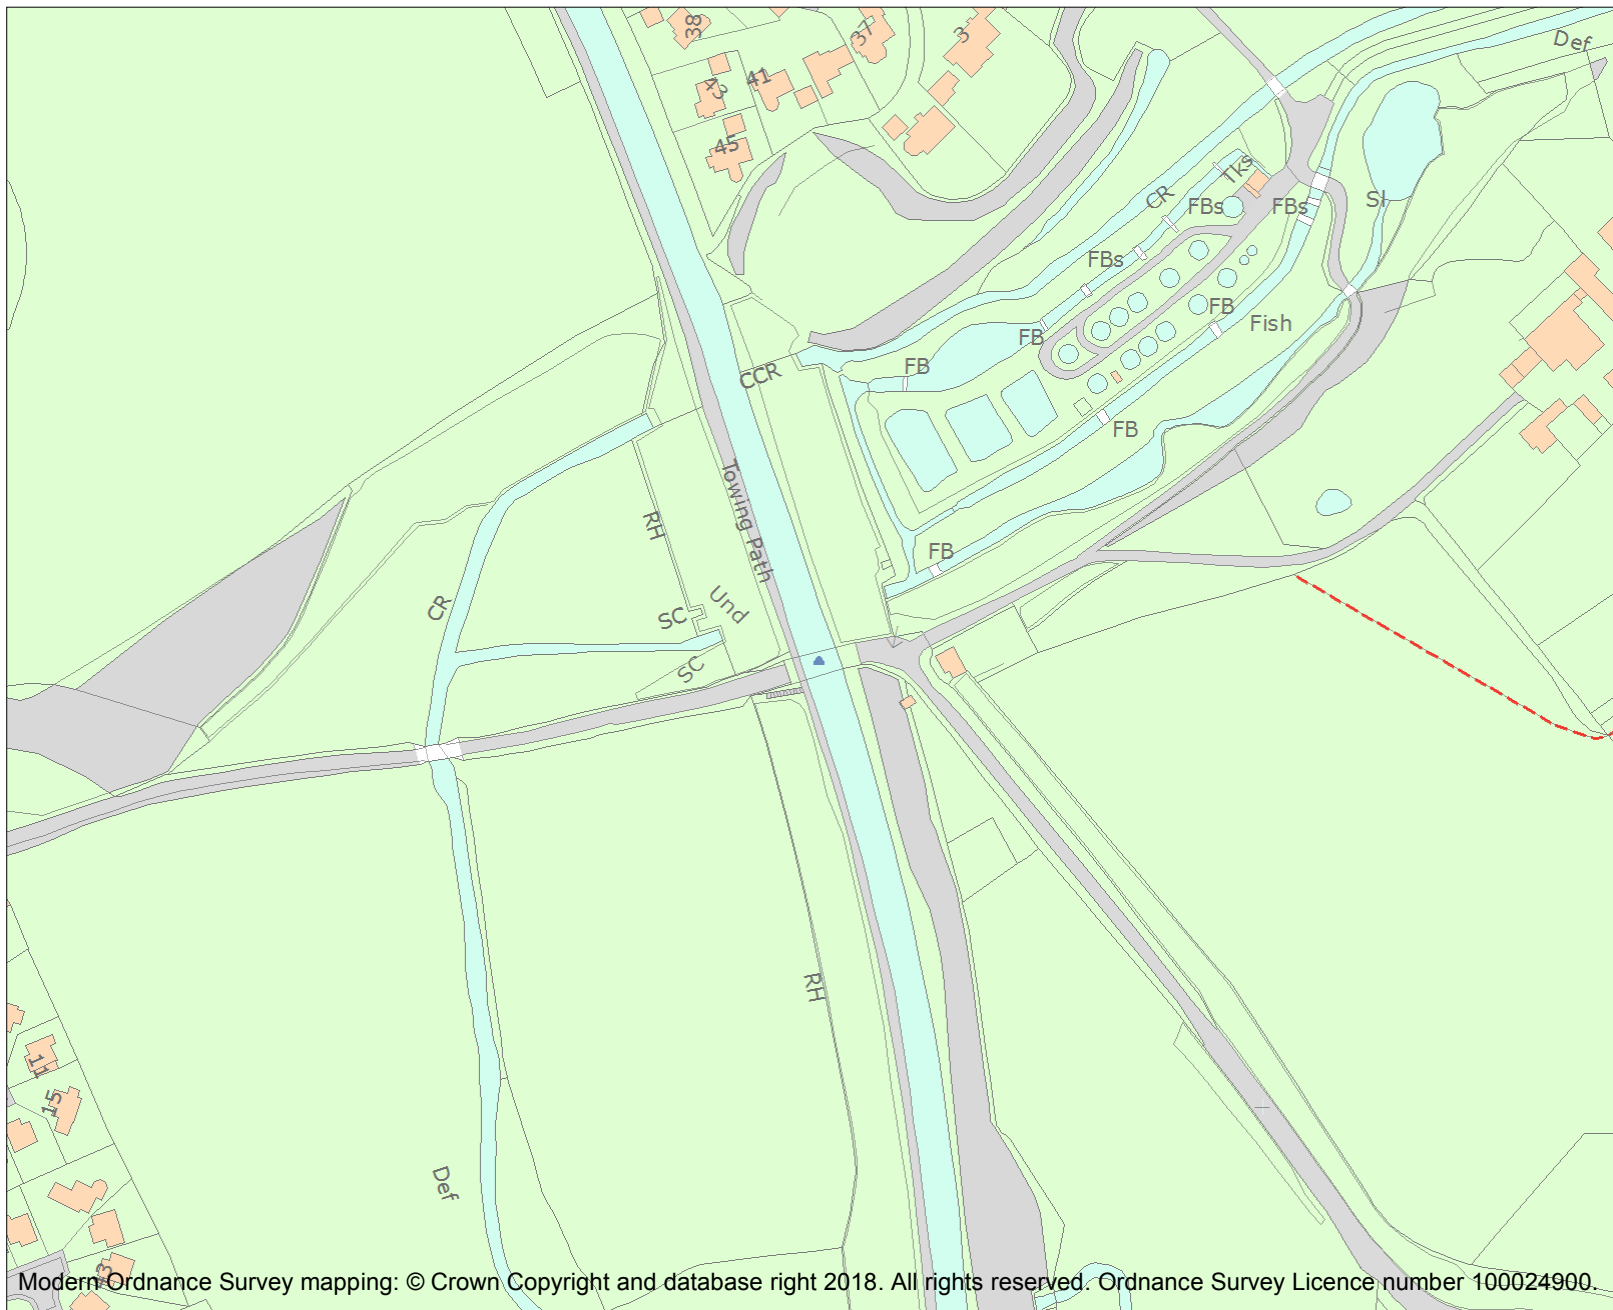 38
37
3
Def
43
41
45
Tks
CR
FBs
FBs
Sl
FBs
FB
Fish
FB
FB
CCR
FB
Towing Path
RH
FB
CR
SC
Und
SC
RH
11
15
Def
Modern Ordnance Survey mapping: © Crown Copyright and database right 2018. All rights reserved. Ordnance Survey Licence number 100024900.